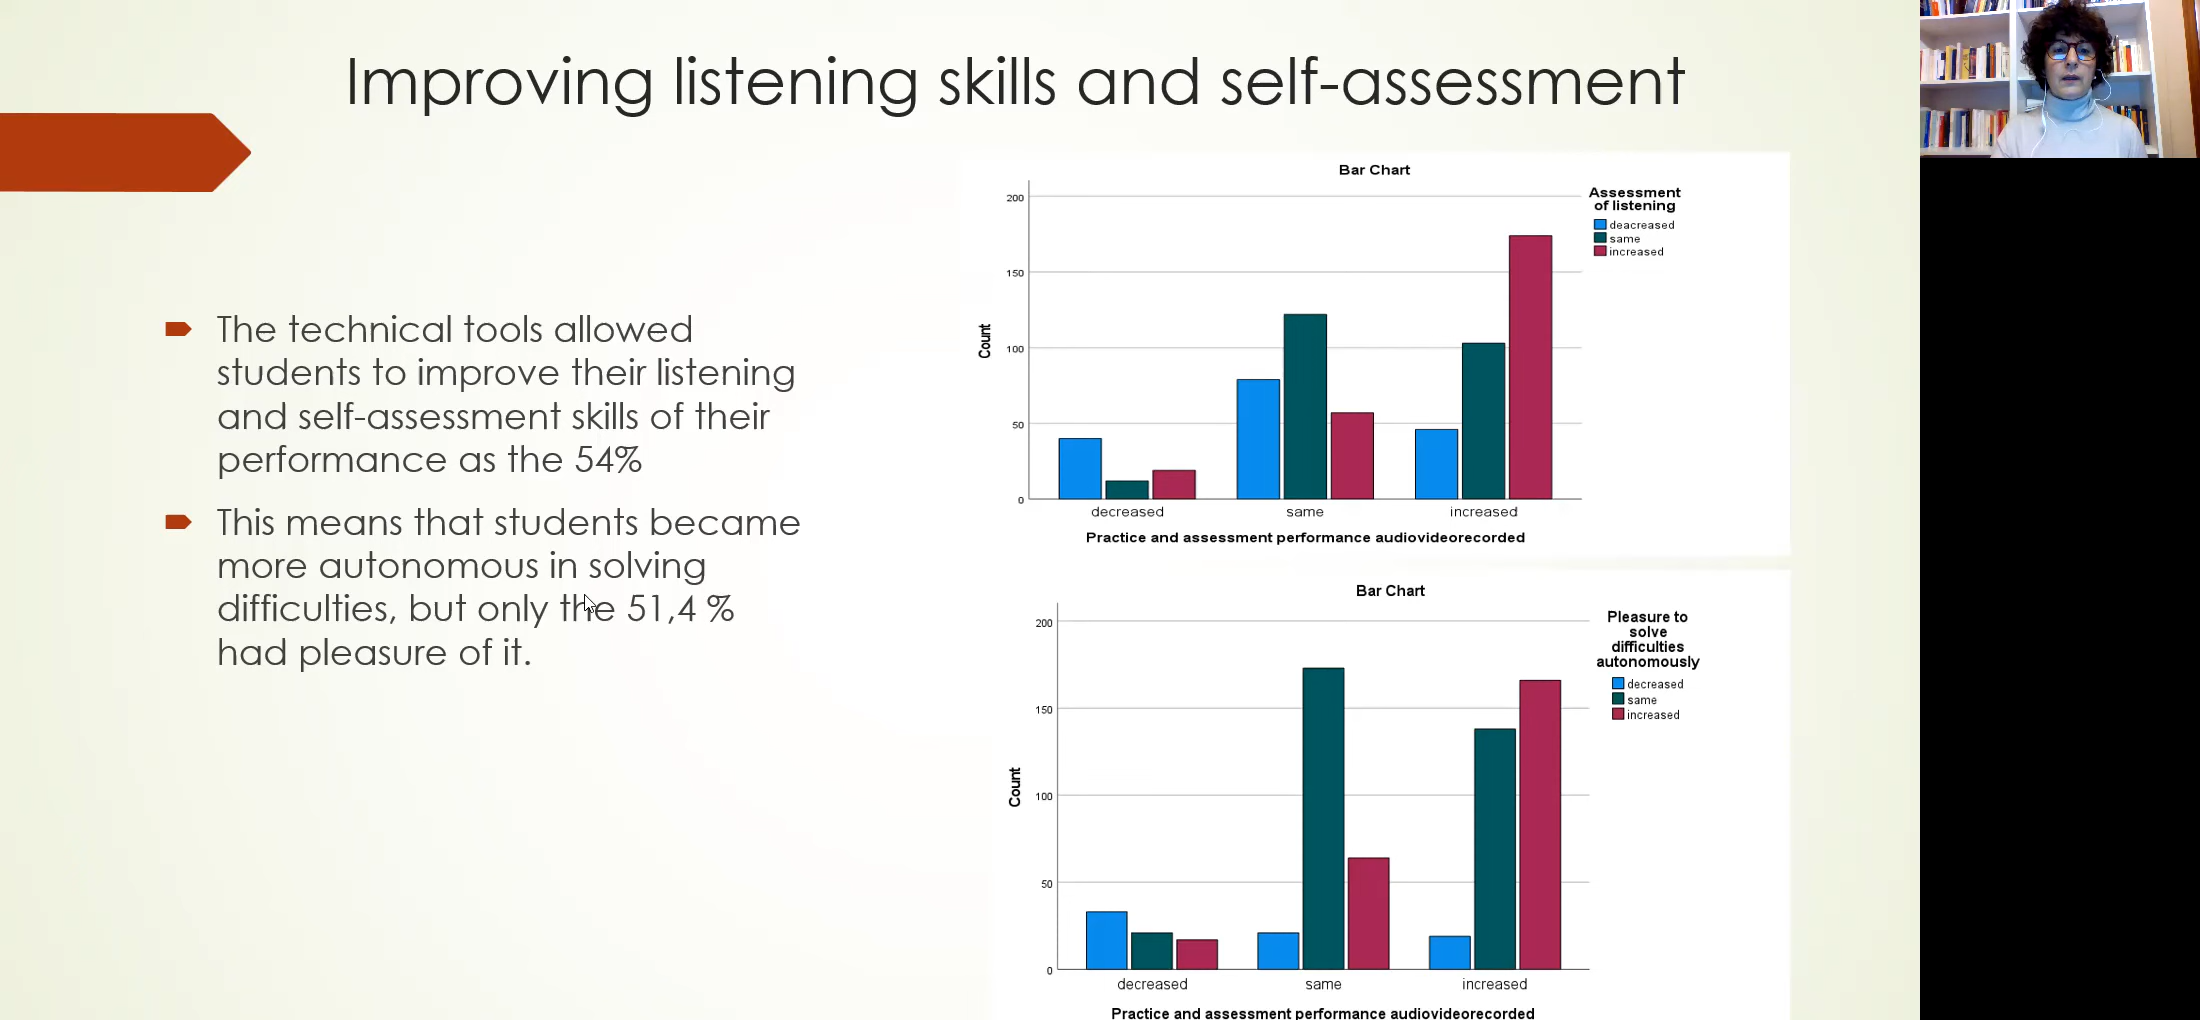 Improving listening skills and self-assessment
The technical tools allowed
students to improve their listening
and self-assessment skills of their
performance as the 54%
This means that students became
more autonomous in solving
difficulties, but only the 51,4 %
had pleasure of it.
Bar Chart
200
150
100
50
0
Count
decreased
same
increased
Practice and assessment performance audiovideorecorded
Assessment
of listening
deacreased
same
increased
Bar Chart
200
150
100
50
0
Count
decreased
same
increased
Practice and assessment performance audiovideorecorded
Pleasure to
solve
difficulties
autonomously
decreased
same
increased